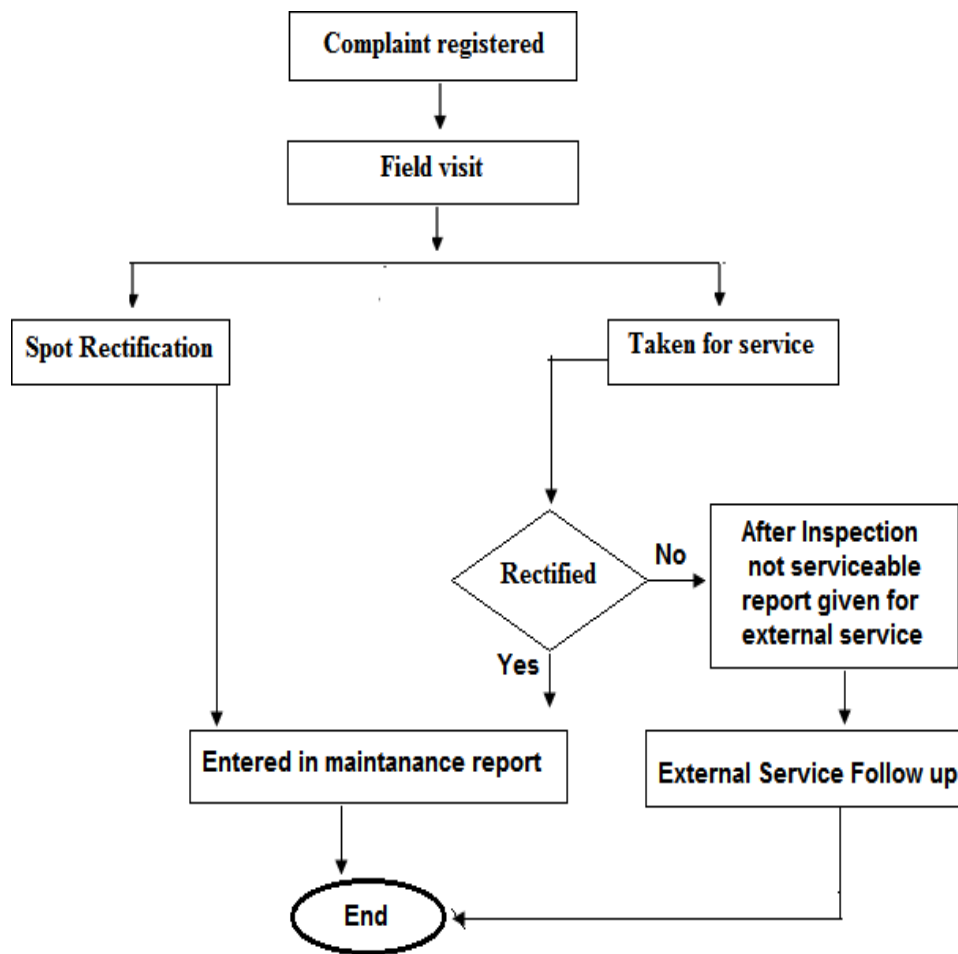 Complaint registered
Field visit
Spot Rectification
Taken for service
Rectified
No
After Inspection
not serviceable
report given for
external service
Yes
Entered in maintanance report
External Service Follow up
End